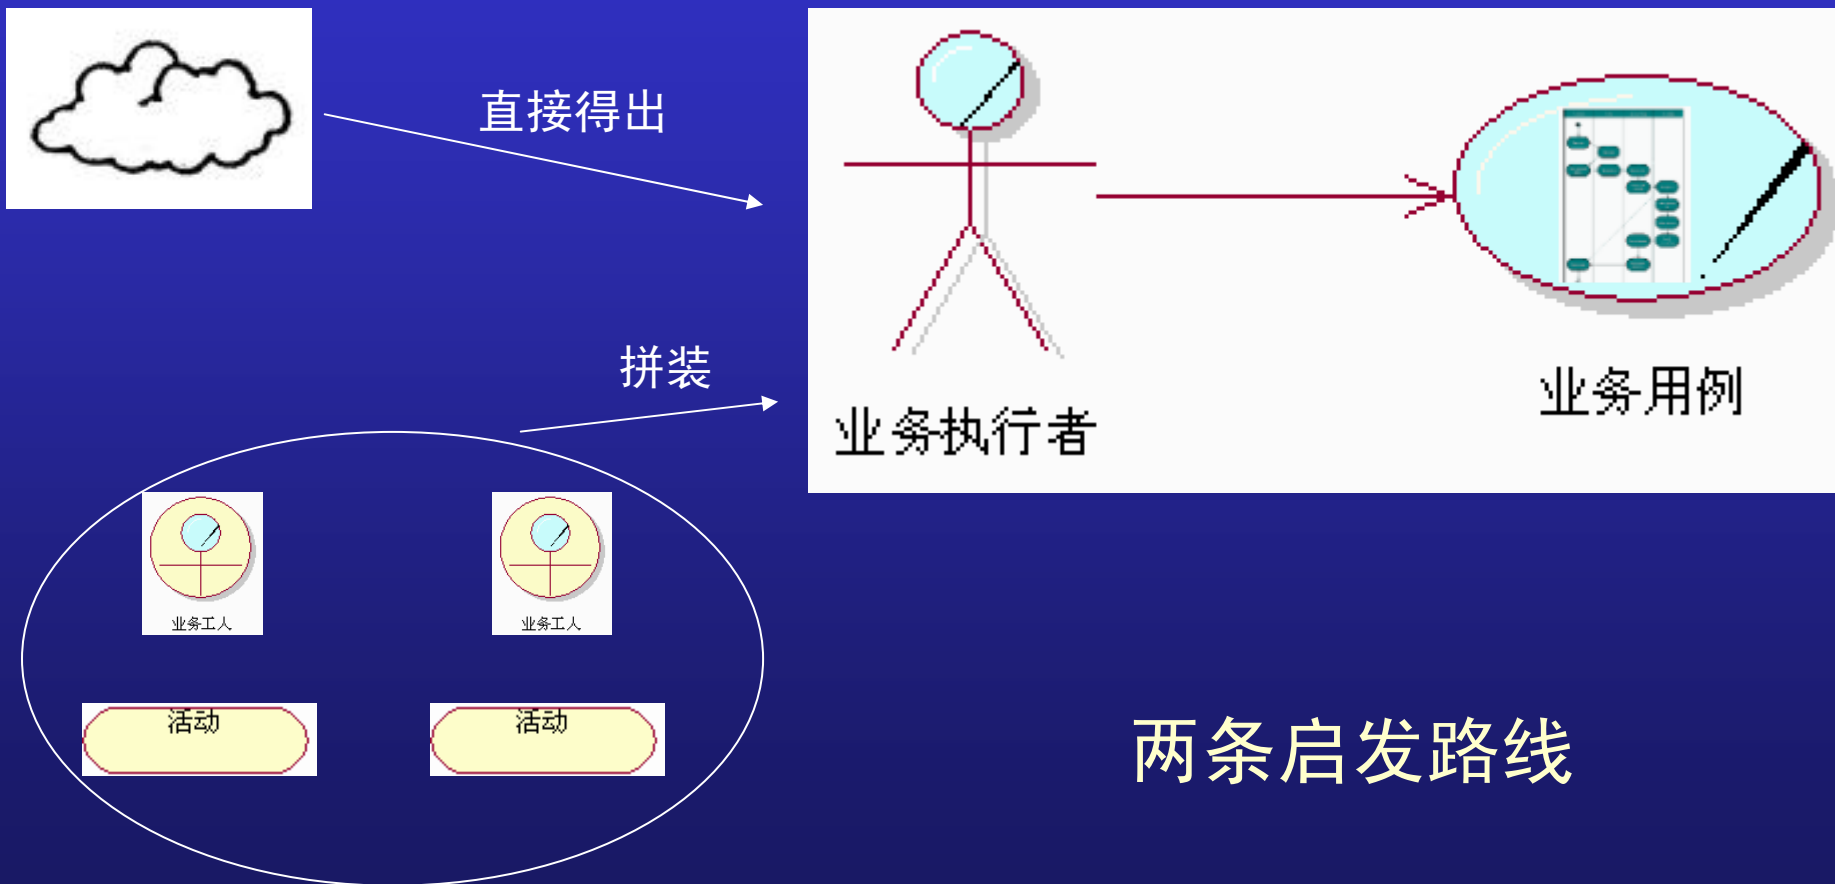 直接得出
拼装
业务执行者
业务用例
业务工人
业务工人
活动
活动
两条启发路线